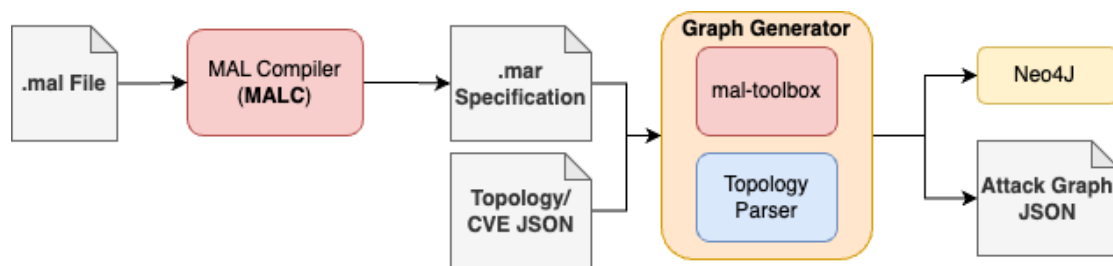 .mal File
MAL Compiler
(MALC)
.mar
Specification
Topology/
CVE JSON
Graph Generator
mal-toolbox
Topology
Parser
Neo4J
Attack Graph
JSON